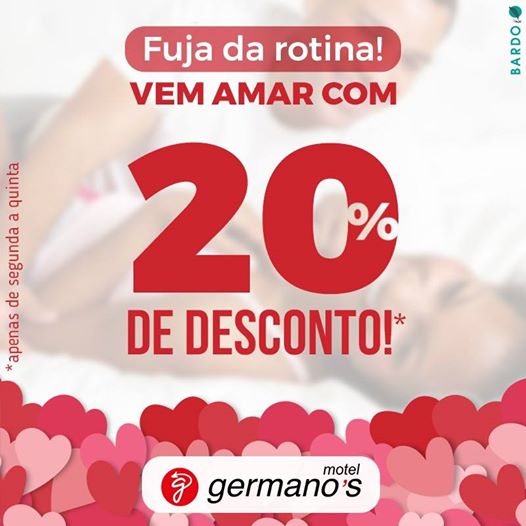 Fuja da rotina!
VEM AMAR COM
20%
DE DESCONTO!*
*apenas de segunda a quinta
motel
germano's
BARDO